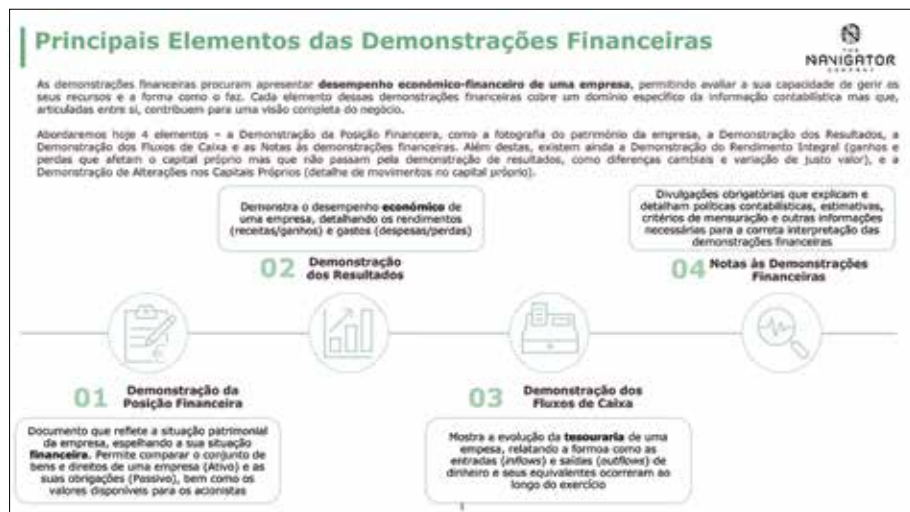 Principais Elementos das Demonstrações Financeiras
THE
NAVIGATOR
COMPANY
As demonstrações financeiras procuram apresentar desempenho económico-financeiro de uma empresa, permitindo avaliar a sua capacidade de gerir os
seus recursos e a forma como o faz. Cada elemento dessas demonstrações financeiras cobre um domínio específico da informação contabilística mas que,
articuladas entre si, contribuem para uma visão completa do negócio.
Abordaremos hoje 4 elementos – a Demonstração da Posição Financeira, como a fotografia do património da empresa, a Demonstração dos Resultados, a
Demonstração dos Fluxos de Caixa e as Notas às demonstrações financeiras. Além destas, existem ainda a Demonstração do Rendimento Integral (ganhos e
perdas que afetam o capital próprio mas que não passam pela demonstração de resultados, como diferenças cambiais e variação de justo valor), e a
Demonstração de Alterações nos Capitais Próprios (detalhe de movimentos no capital próprio).
Demonstra o desempenho económico de
uma empresa, detalhando os rendimentos
(receitas/ganhos) e gastos (despesas/perdas)
02 Demonstração
dos Resultados
Divulgações obrigatórias que explicam e
detalham políticas contabilísticas, estimativas,
critérios de mensuração e outras informações
necessárias para a correta interpretação das
demonstrações financeiras
04 Notas às Demonstrações
Financeiras
01 Demonstração da
Posição Financeira
Documento que reflete a situação patrimonial
da empresa, espelhando a sua situação
financeira. Permite comparar o conjunto de
bens e direitos de uma empresa (Ativo) e as
suas obrigações (Passivo), bem como os
valores disponíveis para os acionistas
03 Demonstração dos
Fluxos de Caixa
Mostra a evolução da tesouraria de uma
empesa, relatando a formoa como as
entradas (inflows) e saídas (outflows) de
dinheiro e seus equivalentes ocorreram ao
longo do exercício